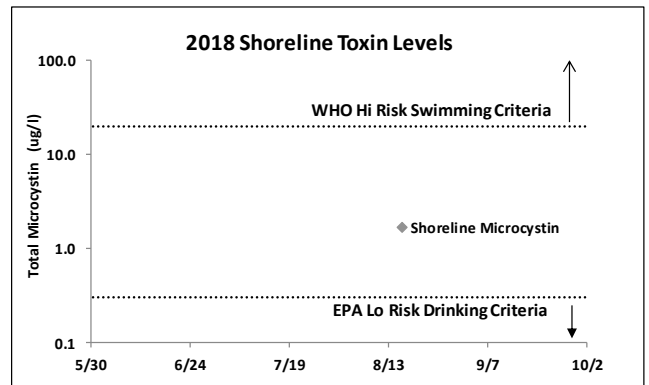 2018 Shoreline Toxin Levels
Total Microcystin (ug/l)
100.0
10.0
1.0
0.1
WHO Hi Risk Swimming Criteria
Shoreline Microcystin
EPA Lo Risk Drinking Criteria
5/30 6/24 7/19 8/13 9/7 10/2